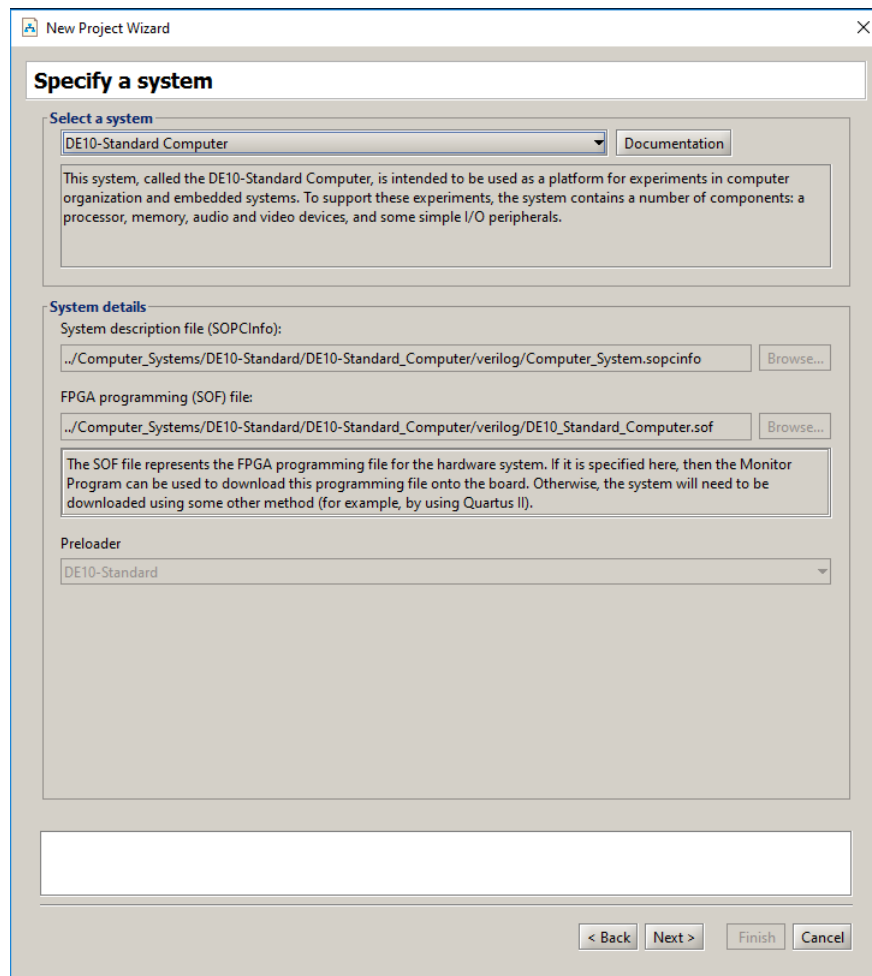 New Project Wizard
Specify a system
Select a system
DE10-Standard Computer
Documentation
This system, called the DE10-Standard Computer, is intended to be used as a platform for experiments in computer
organization and embedded systems. To support these experiments, the system contains a number of components: a
processor, memory, audio and video devices, and some simple I/O peripherals.
System details
System description file (SOPCInfo):
../Computer_Systems/DE10-Standard/DE10-Standard_Computer/verilog/Computer_System.sopcinfo
Browse...
FPGA programming (SOF) file:
../Computer_Systems/DE10-Standard/DE10-Standard_Computer/verilog/DE10_Standard_Computer.sof
Browse...
The SOF file represents the FPGA programming file for the hardware system. If it is specified here, then the Monitor
Program can be used to download this programming file onto the board. Otherwise, the system will need to be
downloaded using some other method (for example, by using Quartus II).
Preloader
DE10-Standard
< Back
Next >
Finish
Cancel